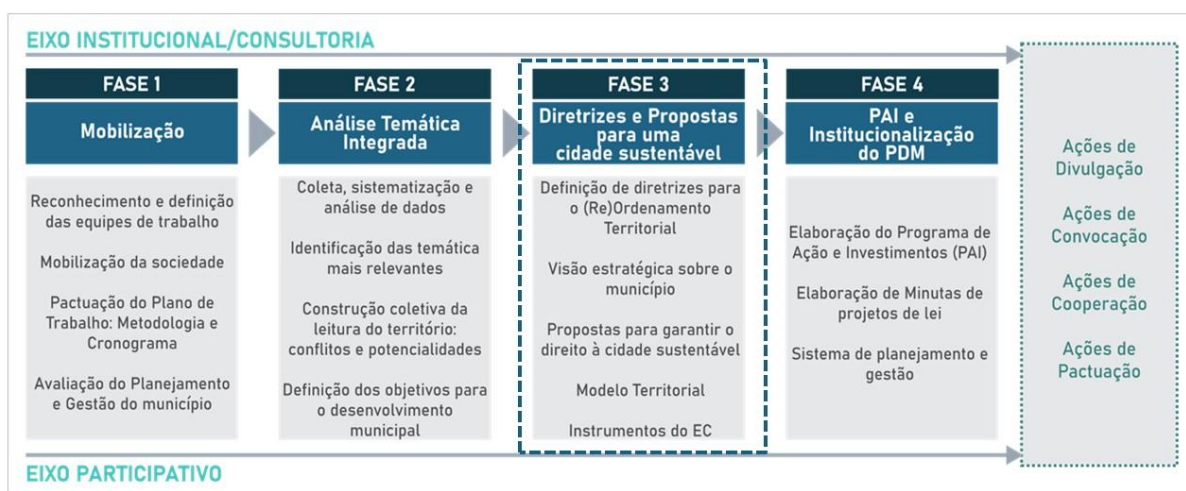 EIXO INSTITUCIONAL/CONSULTORIA
FASE 1
Mobilização
Reconhecimento e definição
das equipes de trabalho
Mobilização da sociedade
Pactuação do Plano de
Trabalho: Metodologia e
Cronograma
Avaliação do Planejamento
e Gestão do município
FASE 2
Análise Temática
Integrada
Coleta, sistematização e
análise de dados
Identificação das temática
mais relevantes
Construção coletiva da
leitura do território:
conflitos e potencialidades
Definição dos objetivos para
o desenvolvimento
municipal
FASE 3
Diretrizes e Propostas
para uma
cidade sustentável
Definição de diretrizes para
o (Re)Ordenamento
Territorial
Visão estratégica sobre o
município
Propostas para garantir o
direito à cidade sustentável
Modelo Territorial
Instrumentos do EC
FASE 4
PAI e
Institucionalização
do PDM
Elaboração do Programa de
Ação e Investimentos (PAI)
Elaboração de Minutas de
projetos de lei
Sistema de planejamento e
gestão
Ações de
Divulgação
Ações de
Convocação
Ações de
Cooperação
Ações de
Pactuação
EIXO PARTICIPATIVO